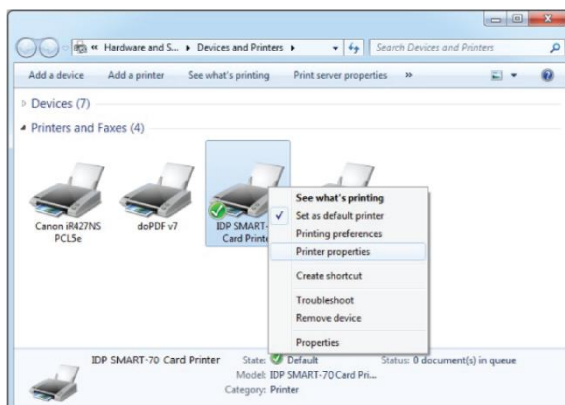 « Hardware and S... ▸ Devices and Printers ▸ Search Devices and Printers
Add a device Add a printer See what's printing Print server properties »
Devices (7)
Printers and Faxes (4)
Canon iR427NS
PCL5e
doPDF v7
IDP SMART-
Card Printe
See what's printing
Set as default printer
Printing preferences
Printer properties
Create shortcut
Troubleshoot
Remove device
Properties
IDP SMART-70 Card Printer State: Default Status: 0 document(s) in queue
Model: IDP SMART-70 Card Pri...
Category: Printer